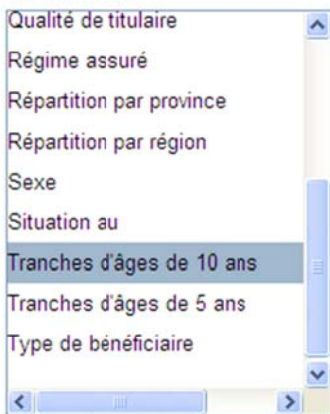 Qualité de titulaire
Régime assuré
Répartition par province
Répartition par région
Sexe
Situation au
Tranches d'âges de 10 ans
Tranches d'âges de 5 ans
Type de bénéficiaire